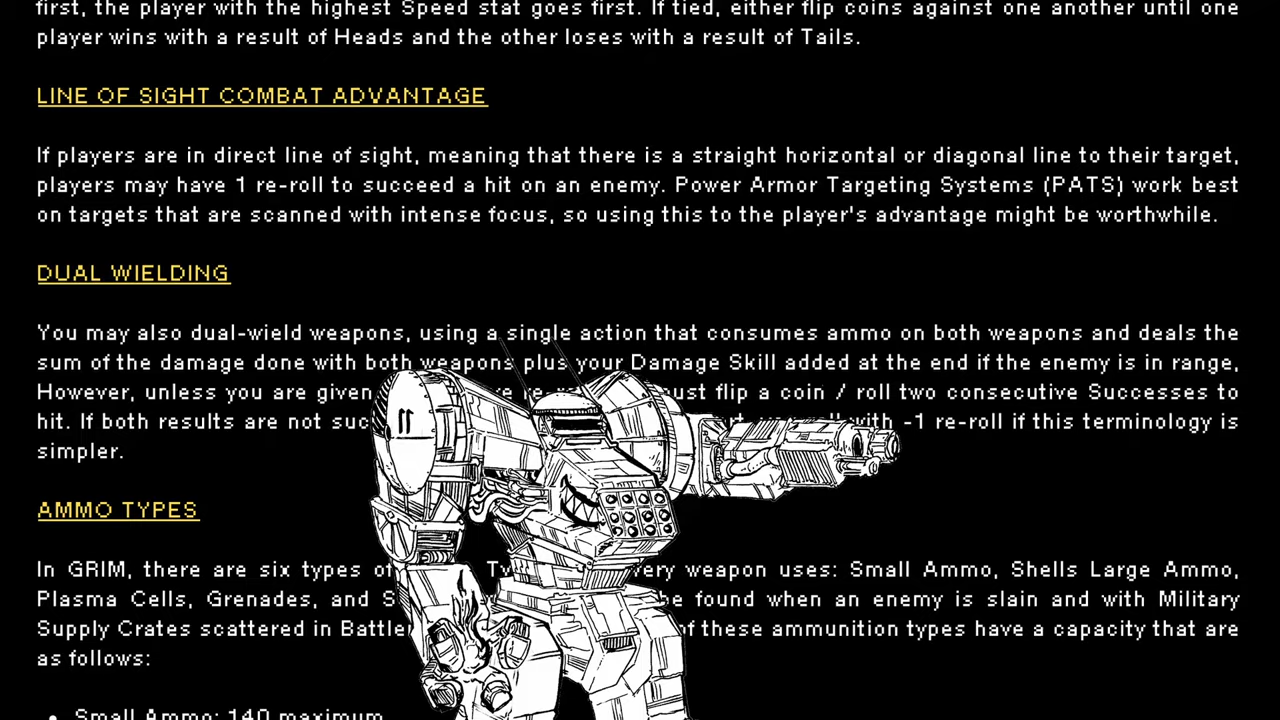 first, the player with the highest Speed stat goes first. If tied, either flip coins against one another until one
player wins with a result of Heads and the other loses with a result of Tails.
LINE OF SIGHT COMBAT ADVANTAGE
If players are in direct line of sight, meaning that there is a straight horizontal or diagonal line to their target,
players may have 1 re-roll to succeed a hit on an enemy. Power Armor Targeting Systems (PATS) work best
on targets that are scanned with intense focus, so using this to the player's advantage might be worthwhile.
DUAL WIELDING
You may also dual-wield weapons, using a single action that consumes ammo on both weapons and deals the
sum of the damage done with both weapons plus your Damage Skill added at the end if the enemy is in range,
However, unless you are given flip a coin / roll two consecutive Successes to
hit. If both results are not with -1 re-roll if this terminology is
simpler.
AMMO TYPES
In GRIM, there are six types of weapon uses: Small Ammo, Shells Large Ammo,
Plasma Cells, Grenades, and be found when an enemy is slain and with Military
Supply Crates scattered in of these ammunition types have a capacity that are
as follows:
• Small Ammo: 140 maximum